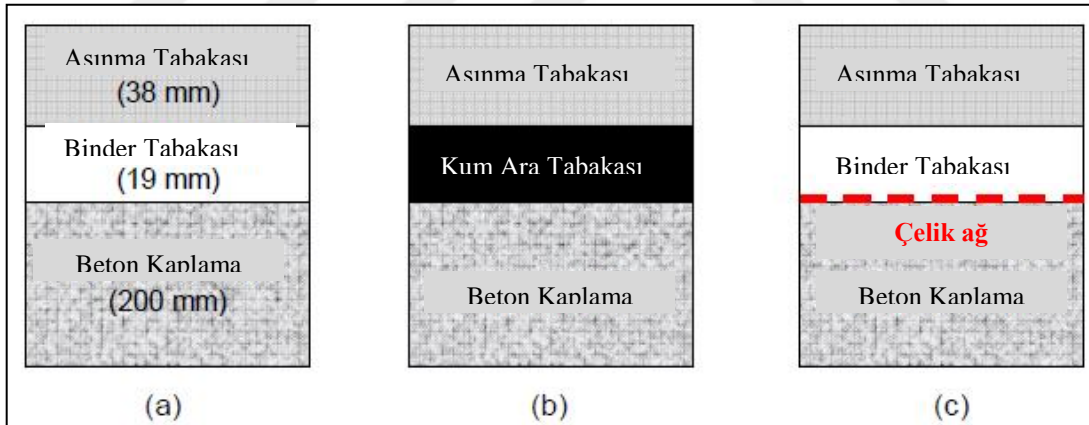 Aşınma Tabakası
(38 mm)
Binder Tabakası
(19 mm)
Beton Kaplama
(200 mm)
(a)
Aşınma Tabakası
Kum Ara Tabakası
Beton Kaplama
(b)
Aşınma Tabakası
Binder Tabakası
Çelik ağ
Beton Kaplama
(c)